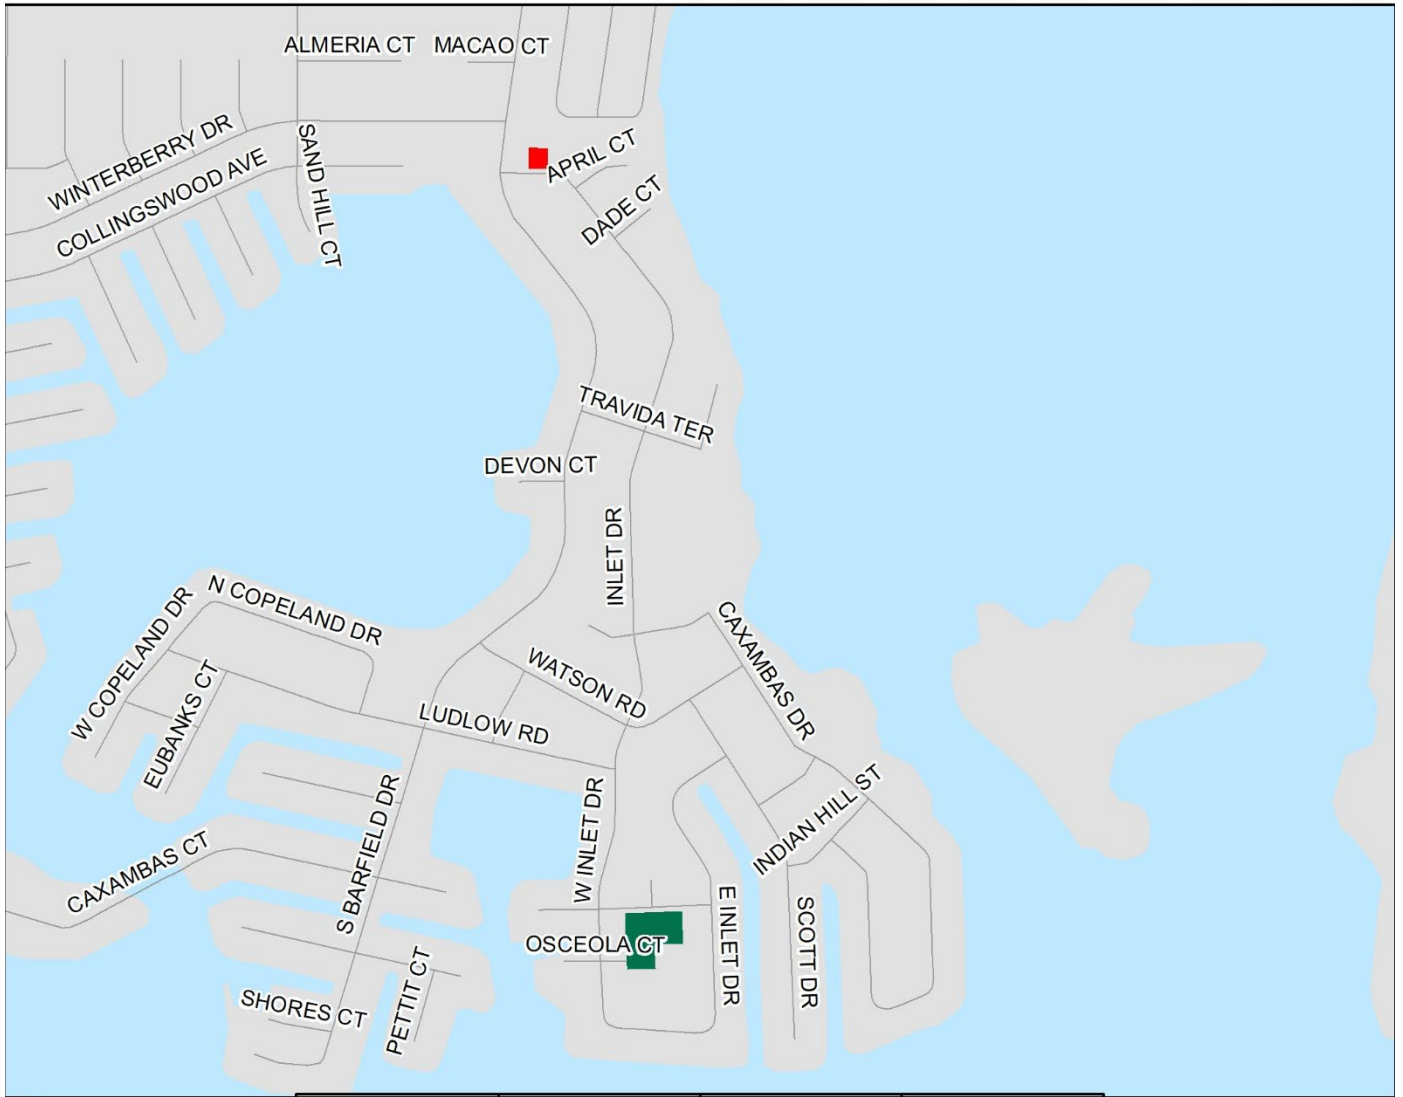 ALMERIA CT
MACAO CT
WINTERBERRY DR
SAND HILL CT
APRIL CT
COLLINGSWOOD AVE
DADE CT
TRAVIDA TER
DEVON CT
INLET DR
N COPELAND DR
W COPELAND DR
CAXAMBAS DR
EUBANKS CT
WATSON RD
LUDLOW RD
S BARFIELD DR
W INLET DR
INDIAN HILL ST
CAXAMBAS CT
E INLET DR
SCOTT DR
OSCEOLA CT
PETTIT CT
SHORES CT